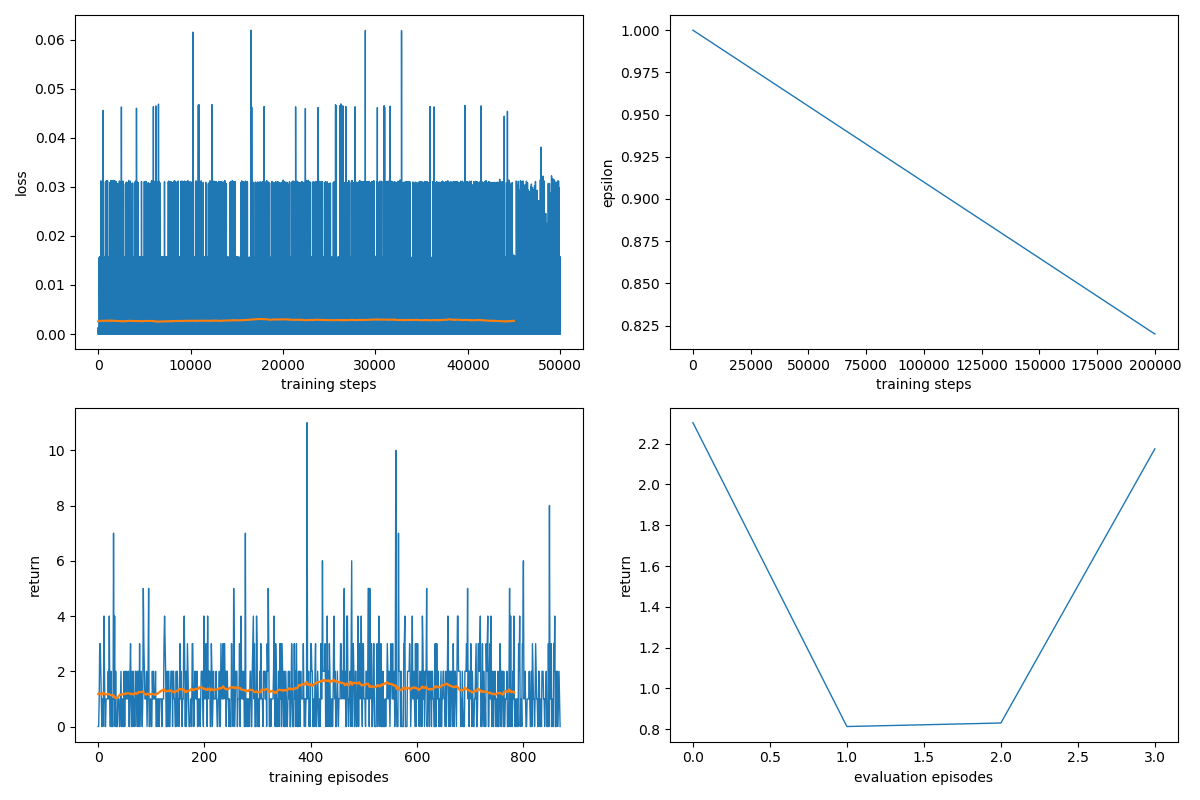 0.06
0.05
0.04
0.03
0.02
0.01
0.00
loss
0 10000 20000 30000 40000 50000
training steps
1.000
0.975
0.950
0.925
0.900
0.875
0.850
0.825
epsilon
0 25000 50000 75000 100000 125000 150000 175000 200000
training steps
10
8
6
4
2
0
return
0 200 400 600 800
training episodes
2.2
2.0
1.8
1.6
1.4
1.2
1.0
0.8
return
0.0 0.5 1.0 1.5 2.0 2.5 3.0
evaluation episodes